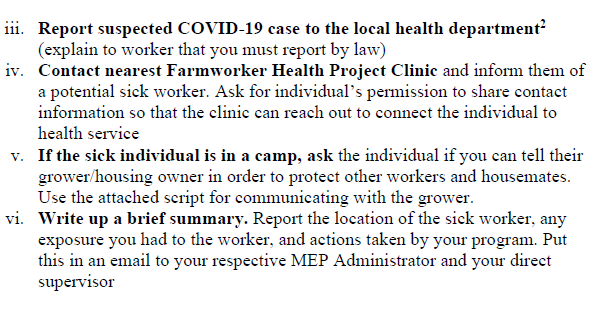 iii. Report suspected COVID-19 case to the local health department²
(explain to worker that you must report by law)
iv. Contact nearest Farmworker Health Project Clinic and inform them of
a potential sick worker. Ask for individual's permission to share contact
information so that the clinic can reach out to connect the individual to
health service
v. If the sick individual is in a camp, ask the individual if you can tell their
grower/housing owner in order to protect other workers and housemates.
Use the attached script for communicating with the grower.
vi. Write up a brief summary. Report the location of the sick worker, any
exposure you had to the worker, and actions taken by your program. Put
this in an email to your respective MEP Administrator and your direct
supervisor